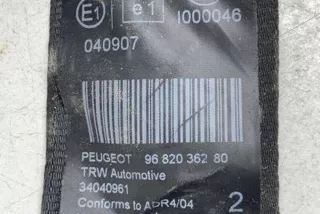 E1 e1 I000046
040907
PEUGEOT 96 820 362 80
TRW Automotive
34040961
Conforms to ADR4/04 2